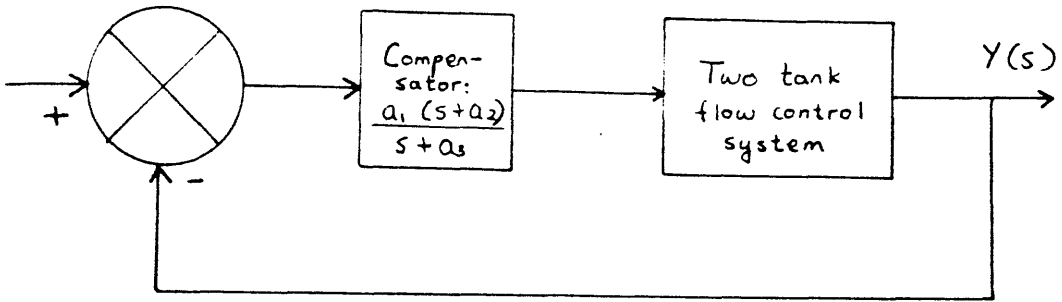 Y(s)
+
-
Compen-
sator:
a₁ (s+a₂)
s+a₃
Two tank
flow control
system